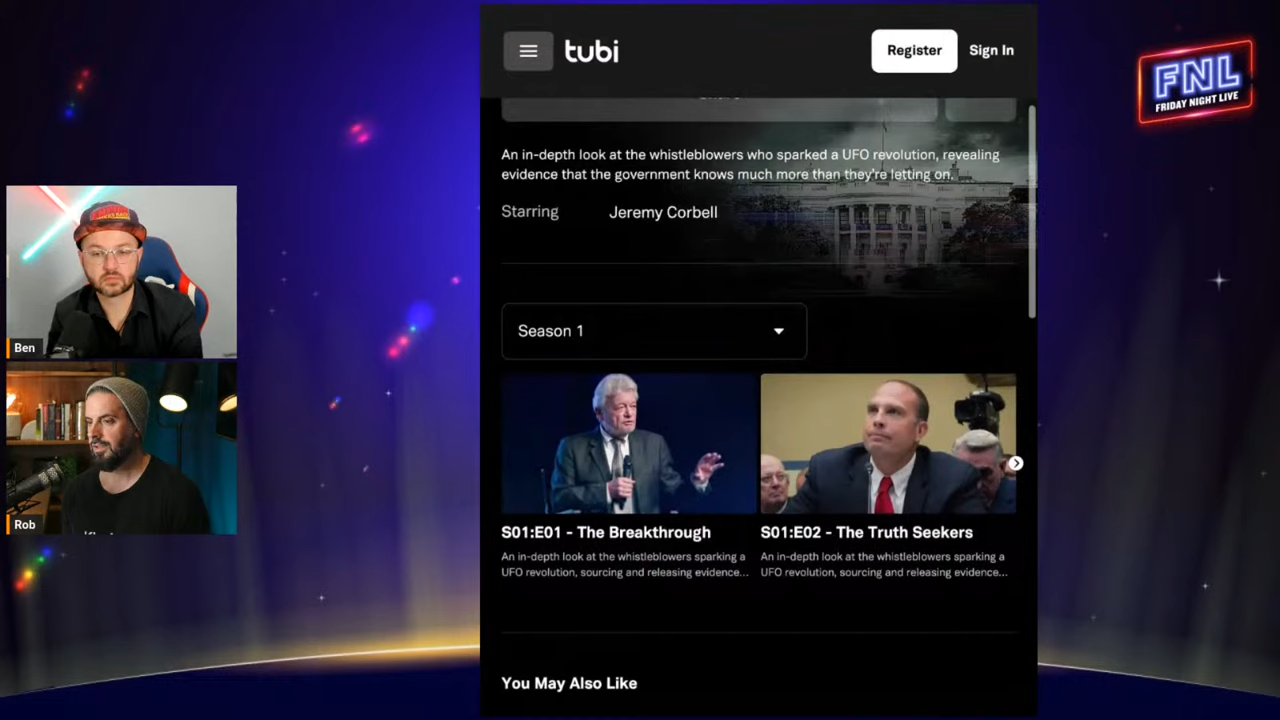 tubi
Register
Sign In
FNL
FRIDAY NIGHT LIVE
An in-depth look at the whistleblowers who sparked a UFO revolution, revealing
evidence that the government knows much more than they're letting on.
Starring
Jeremy Corbell
Season 1
Ben
Rob
S01:E01 - The Breakthrough
An in-depth look at the whistleblowers sparking a
UFO revolution, sourcing and releasing evidence...
S01:E02 - The Truth Seekers
An in-depth look at the whistleblowers sparking a
UFO revolution, sourcing and releasing evidence...
You May Also Like